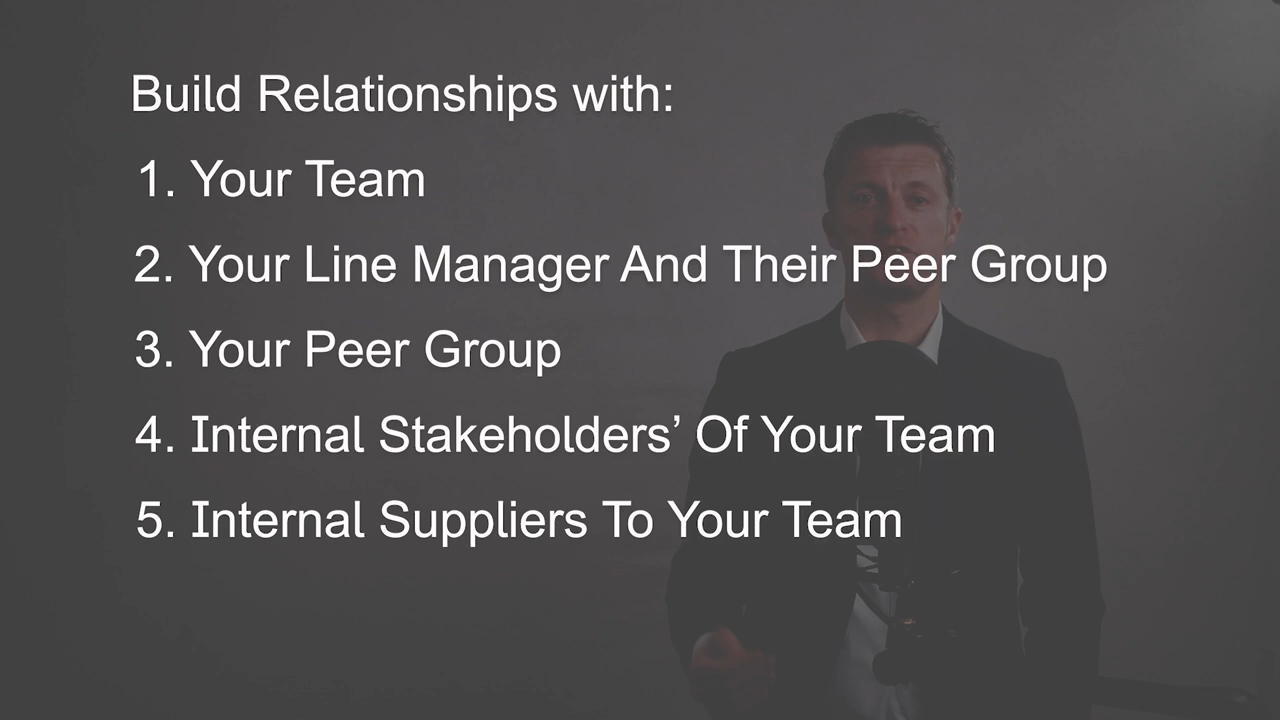 Build Relationships with:
1. Your Team
2. Your Line Manager And Their Peer Group
3. Your Peer Group
4. Internal Stakeholders’ Of Your Team
5. Internal Suppliers To Your Team